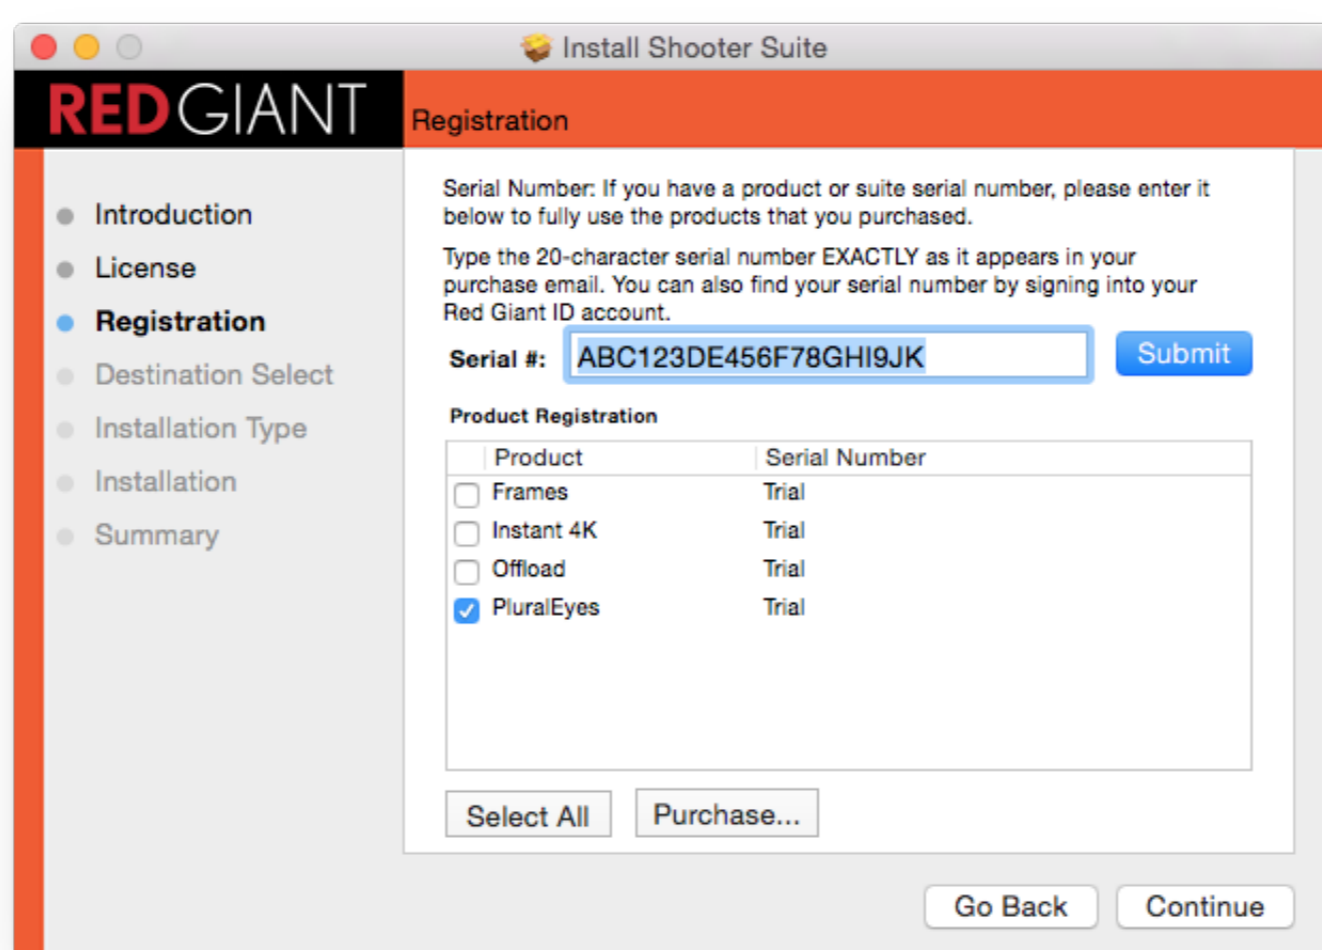 Install Shooter Suite
REDGIANT
Registration
Introduction
License
Registration
Destination Select
Installation Type
Installation
Summary
Serial Number: If you have a product or suite serial number, please enter it
below to fully use the products that you purchased.
Type the 20-character serial number EXACTLY as it appears in your
purchase email. You can also find your serial number by signing into your
Red Giant ID account.
Serial #: ABC123DE456F78GHI9JK Submit
Product Registration
Product Serial Number
Frames Trial
Instant 4K Trial
Offload Trial
PluralEyes Trial
Select All Purchase...
Go Back Continue